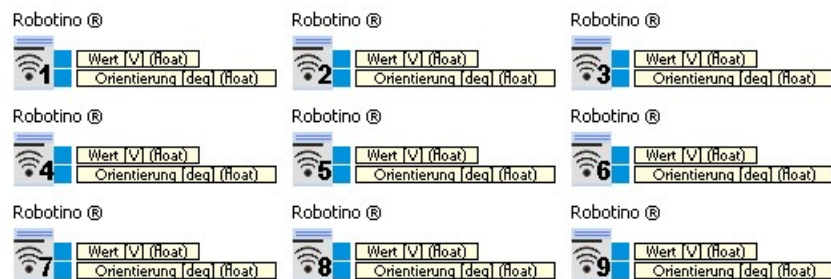 Robotino ® Robotino ® Robotino ®
1 Wert [V] (float) 2 Wert [V] (float) 3 Wert [V] (float)
Orientierung [deg] (float) Orientierung [deg] (float) Orientierung [deg] (float)
Robotino ® Robotino ® Robotino ®
4 Wert [V] (float) 5 Wert [V] (float) 6 Wert [V] (float)
Orientierung [deg] (float) Orientierung [deg] (float) Orientierung [deg] (float)
Robotino ® Robotino ® Robotino ®
7 Wert [V] (float) 8 Wert [V] (float) 9 Wert [V] (float)
Orientierung [deg] (float) Orientierung [deg] (float) Orientierung [deg] (float)